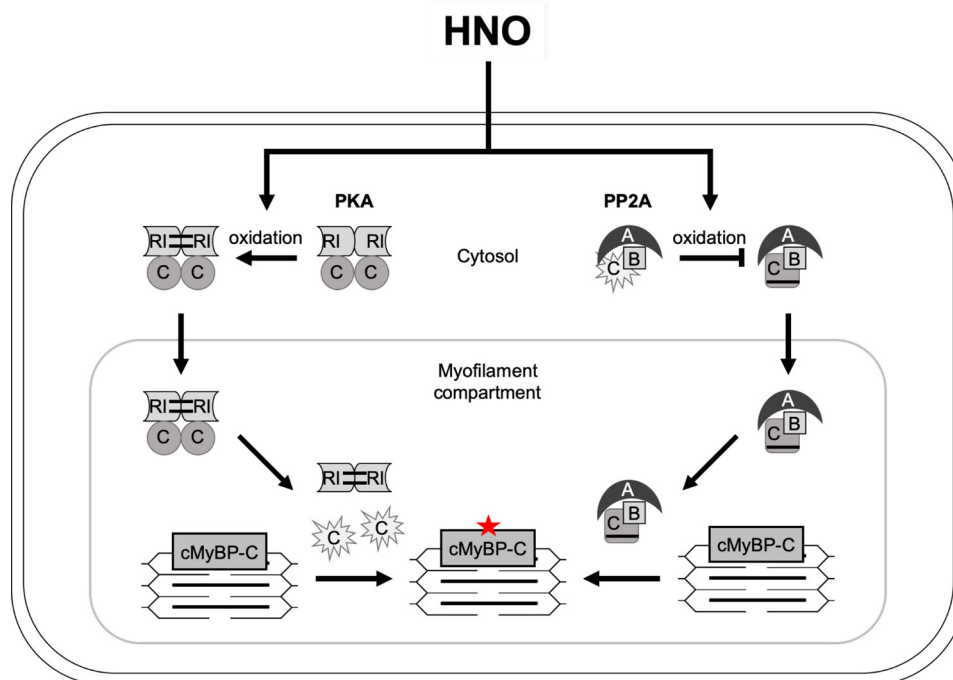 HNO
PKA
PP2A
RI RI
oxidation
RI RI
C C
C C
Cytosol
A
B
C
oxidation
A
B
C
Myofilament
compartment
RI RI
C C
A
B
C
RI RI
C C
A
B
C
cMyBP-C
cMyBP-C
cMyBP-C